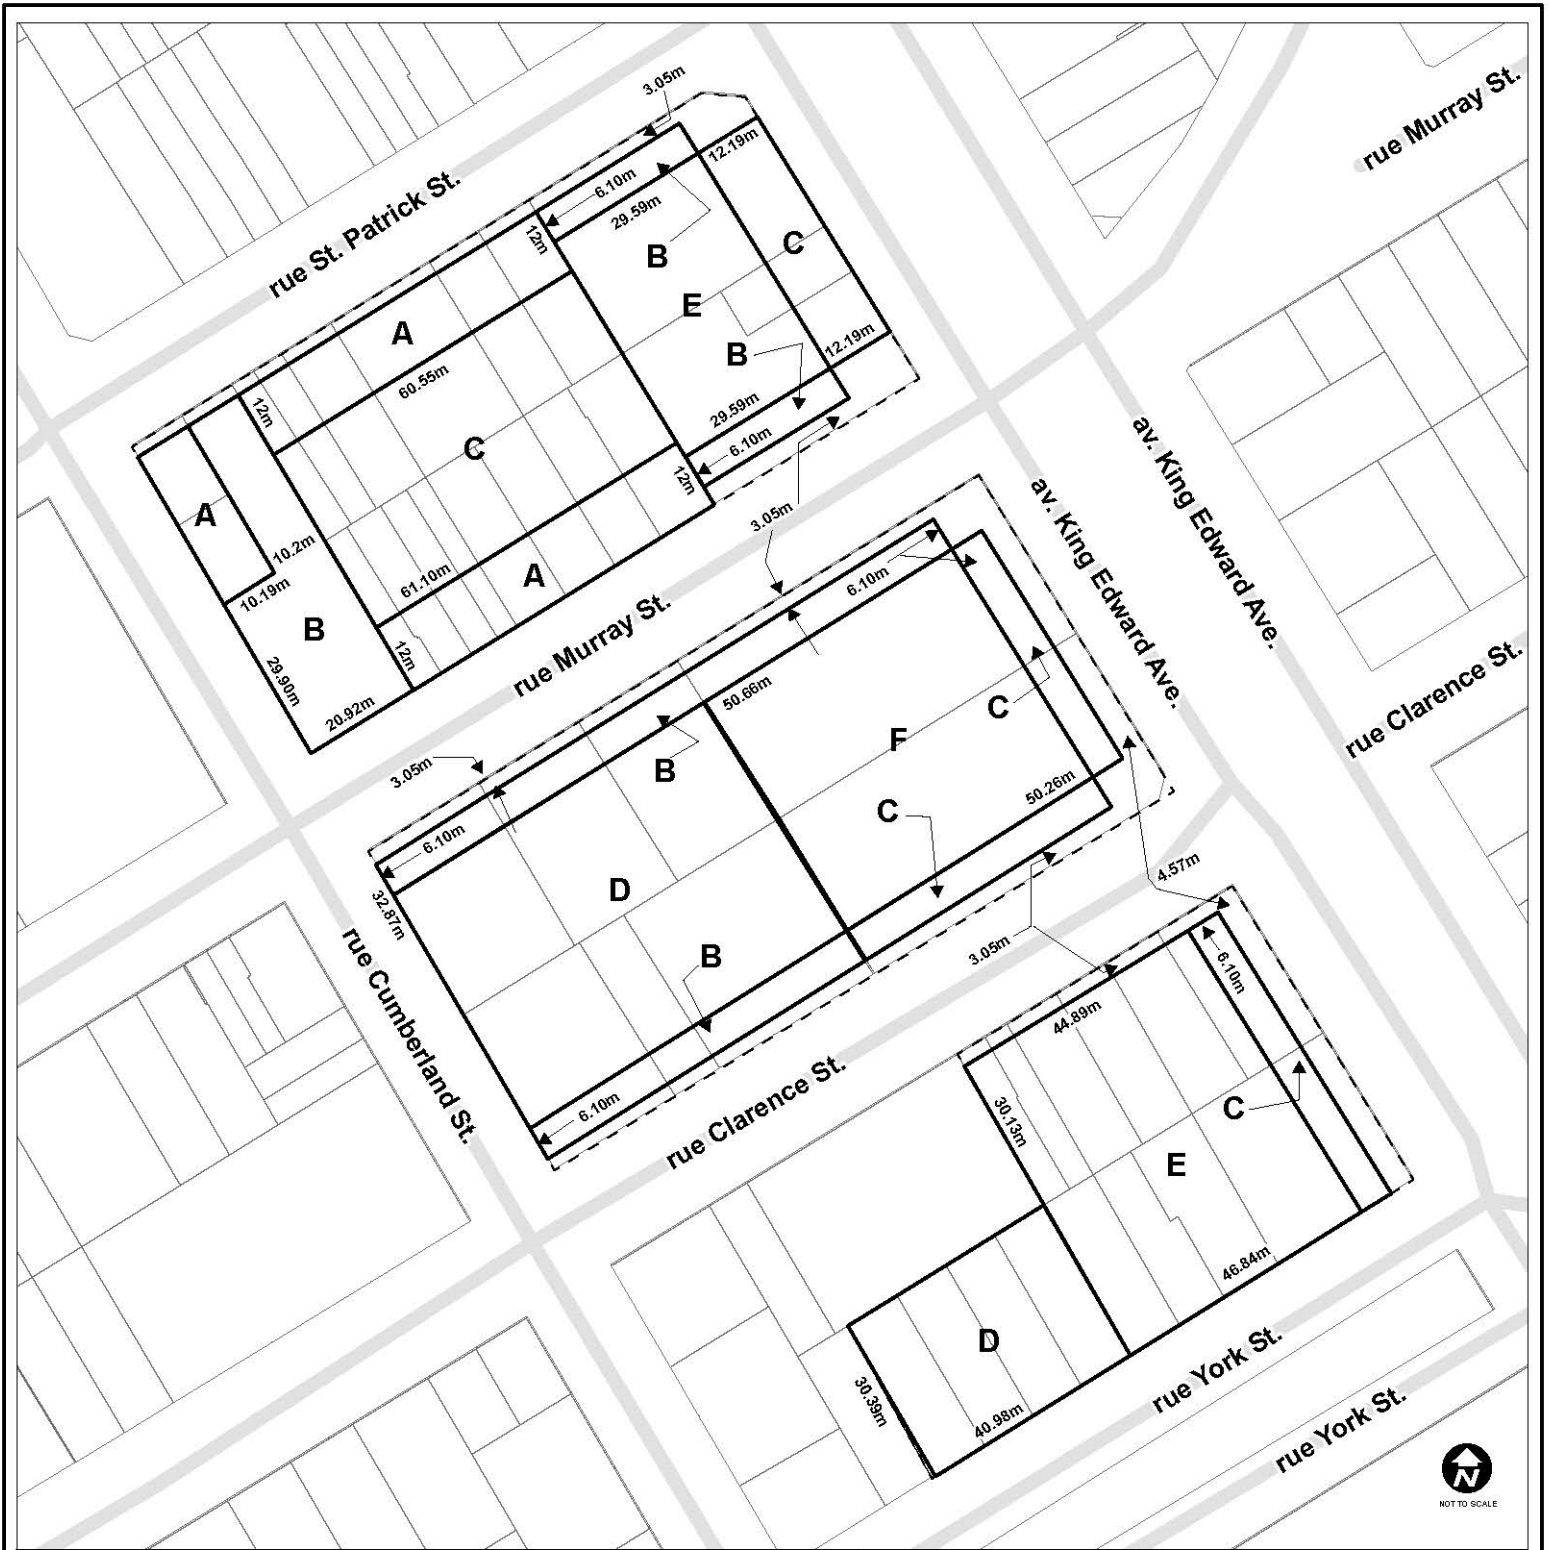 3.05m
rue Murray St.
rue St. Patrick St.
12.19m
6.10m
29.59m
12m
B
C
A
E
60.55m
12m
B
12.19m
29.59m
6.10m
C
12m
A
10.2m
10.19m
61.10m
A
B
12m
29.90m
20.92m
rue Murray St.
3.05m
av. King Edward Ave.
av. King Edward Ave.
rue Clarence St.
6.10m
50.66m
C
F
3.05m
B
50.26m
C
6.10m
32.87m
D
4.57m
B
3.05m
6.10m
rue Cumberland St.
rue Clarence St.
6.10m
44.89m
30.13m
C
E
46.84m
D
30.39m
40.98m
rue York St.
rue York St.
N
NOT TO SCALE